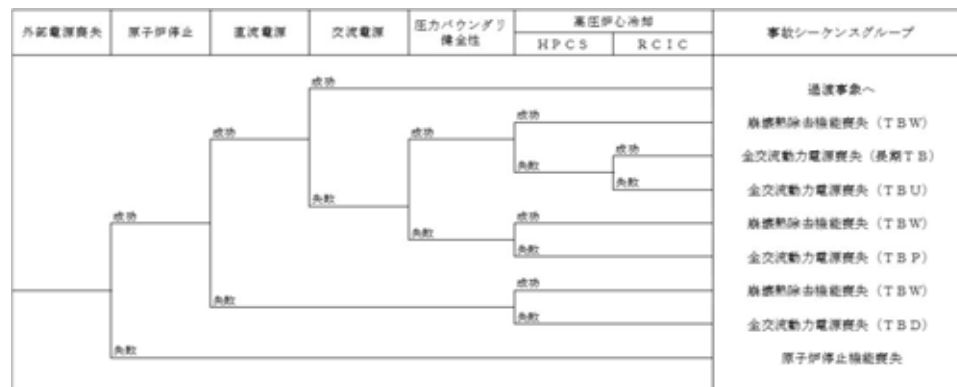 外部電源喪失
原子炉停止
直流電源
交流電源
圧力バウンダリ
健全性
高圧炉心冷却
HPCS
RCIC
事故シーケンスグループ
成功
過渡事象へ
成功
崩壊熱除去機能喪失(TBW)
成功
成功
成功
全交流動力電源喪失(長期TB)
失敗
失敗
全交流動力電源喪失(TBU)
失敗
成功
成功
崩壊熱除去機能喪失(TBW)
失敗
失敗
全交流動力電源喪失(TBP)
成功
崩壊熱除去機能喪失(TBW)
失敗
失敗
全交流動力電源喪失(TBD)
失敗
原子炉停止機能喪失